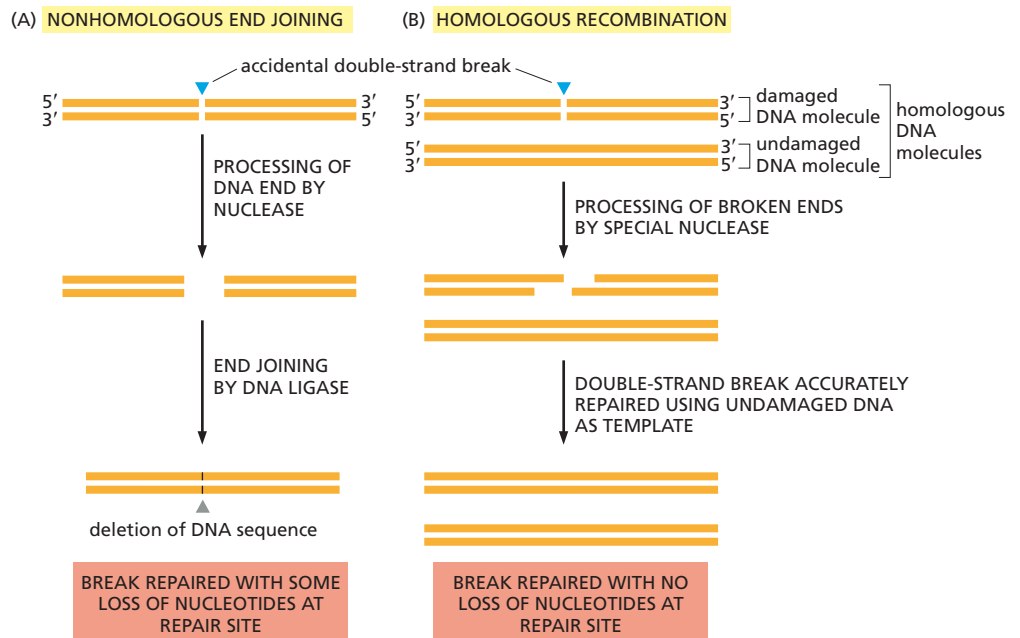 (A) NONHOMOLOGOUS END JOINING
accidental double-strand break
5′ 3′
3′ 5′
PROCESSING OF
DNA END BY
NUCLEASE
END JOINING
BY DNA LIGASE
deletion of DNA sequence
BREAK REPAIRED WITH SOME
LOSS OF NUCLEOTIDES AT
REPAIR SITE
(B) HOMOLOGOUS RECOMBINATION
5′ 3′
3′ 5′
damaged
DNA molecule
5′ 3′
3′ 5′
undamaged
DNA molecule
homologous
DNA
molecules
PROCESSING OF BROKEN ENDS
BY SPECIAL NUCLEASE
DOUBLE-STRAND BREAK ACCURATELY
REPAIRED USING UNDAMAGED DNA
AS TEMPLATE
BREAK REPAIRED WITH NO
LOSS OF NUCLEOTIDES AT
REPAIR SITE